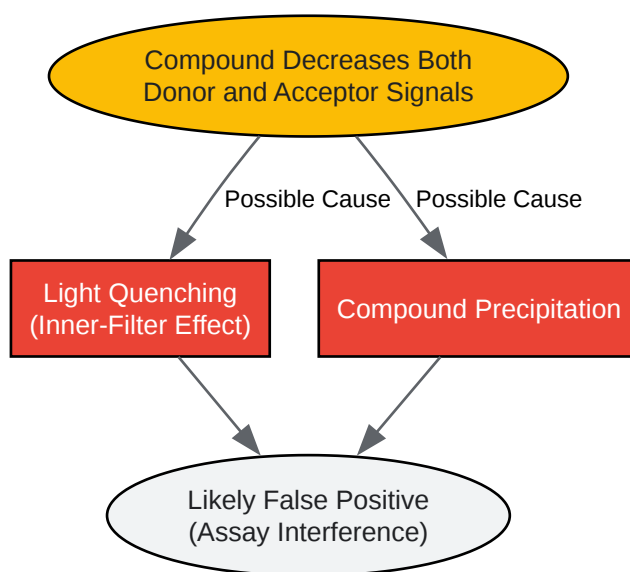 Compound Decreases Both
Donor and Acceptor Signals
Possible Cause
Possible Cause
Light Quenching
(Inner-Filter Effect)
Compound Precipitation
Likely False Positive
(Assay Interference)